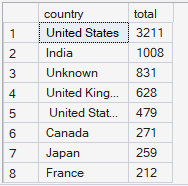 country total
1 United States 3211
2 India 1008
3 Unknown 831
4 United King... 628
5 United Stat... 479
6 Canada 271
7 Japan 259
8 France 212